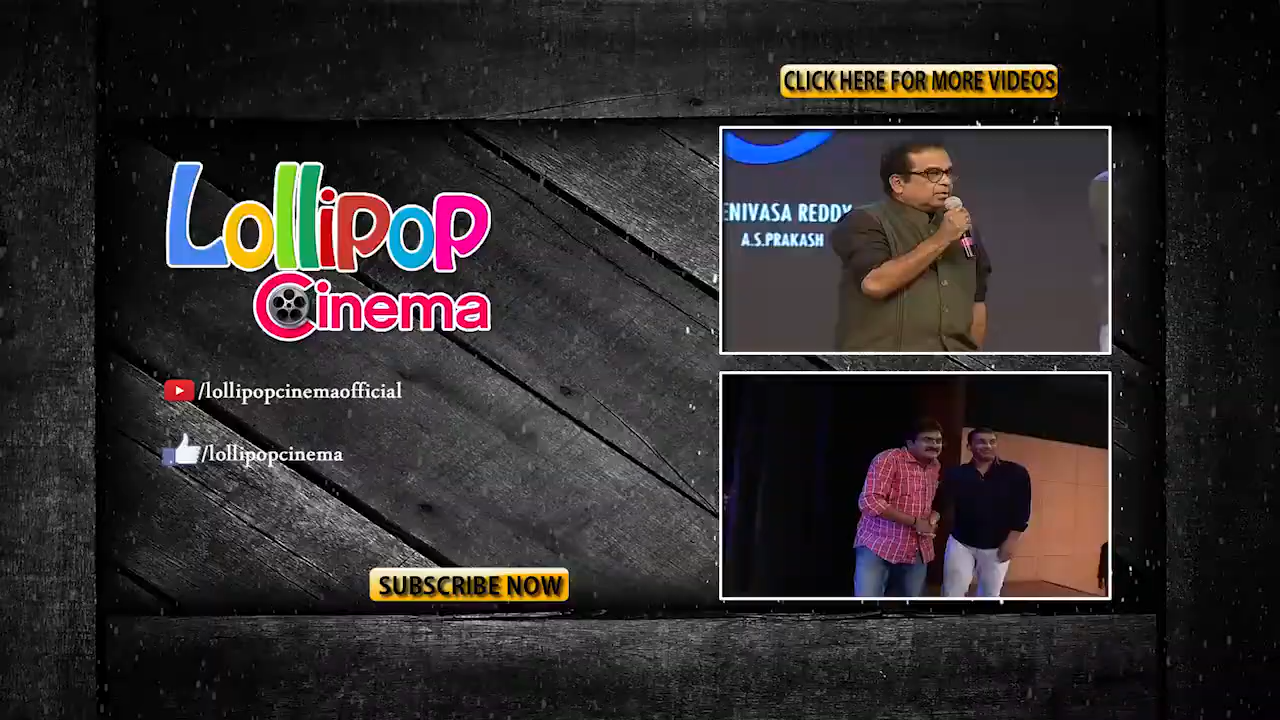 CLICK HERE FOR MORE VIDEOS
LOLLIPOP
Cinema
ENIVASA REDDY
A.S.PRAKASH
/lollipopcinemaofficial
/lollipopcinema
SUBSCRIBE NOW